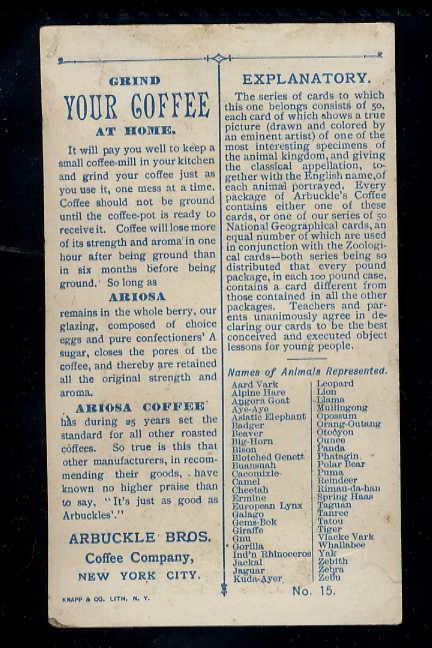 GRIND
YOUR COFFEE
AT HOME.
It will pay you well to keep a
small coffee-mill in your kitchen
and grind your coffee just as
you use it, one mess at a time.
Coffee should not be ground
until the coffee-pot is ready to
receive it. Coffee will lose more
of its strength and aroma in one
hour after being ground than
in six months before being
ground. So long as
ARIOSA
remains in the whole berry, our
glazing, composed of choice
eggs and pure confectioners' A
sugar, closes the pores of the
coffee, and thereby are retained
all the original strength and
aroma.
ARIOSA COFFEE
has during 25 years set the
standard for all other roasted
coffees. So true is this that
other manufacturers, in recom-
mending their goods, have
known no higher praise than
to say, "It's just as good as
Arbuckles'."
ARBUCKLE BROS.
Coffee Company,
NEW YORK CITY.
KNAPP & CO. LITH. N. Y.
EXPLANATORY.
The series of cards to which
this one belongs consists of 50,
each card of which shows a true
picture (drawn and colored by
an eminent artist) of one of the
most interesting specimens of
the animal kingdom, and giving
the classical appellation, to-
gether with the English name, of
each animal portrayed. Every
package of Arbuckle's Coffee
contains either one of these
cards, or one of our series of 50
National Geographical cards, an
equal number of which are used
in conjunction with the Zoologi-
cal cards—both series being so
distributed that every pound
package, in each 100 pound case,
contains a card different from
those contained in all the other
packages. Teachers and par-
ents unanimously agree in de-
claring our cards to be the best
conceived and executed object
lessons for young people.
Names of Animals Represented.
Aard Vark
Alpine Hare
Angora Goat
Aye-Aye
Asiatic Elephant
Badger
Beaver
Big-Horn
Bison
Blotched Genett
Buansuah
Cacomixle
Camel
Cheetah
Ermine
European Lynx
Galago
Gems-Bok
Giraffe
Gnu
Gorilla
Ind'n Rhinoceros
Jackal
Jaguar
Kuda-Ayer
Leopard
Lion
Llama
Mullingong
Opossum
Orang-Outang
Otocyon
Ounce
Panda
Phatagin
Polar Bear
Puma
Reindeer
Rimau-da-han
Spring Haas
Taguan
Tanrec
Tatou
Tiger
Vlacke Vark
Whallabee
Yak
Zebith
Zebra
Zebu
No. 15.